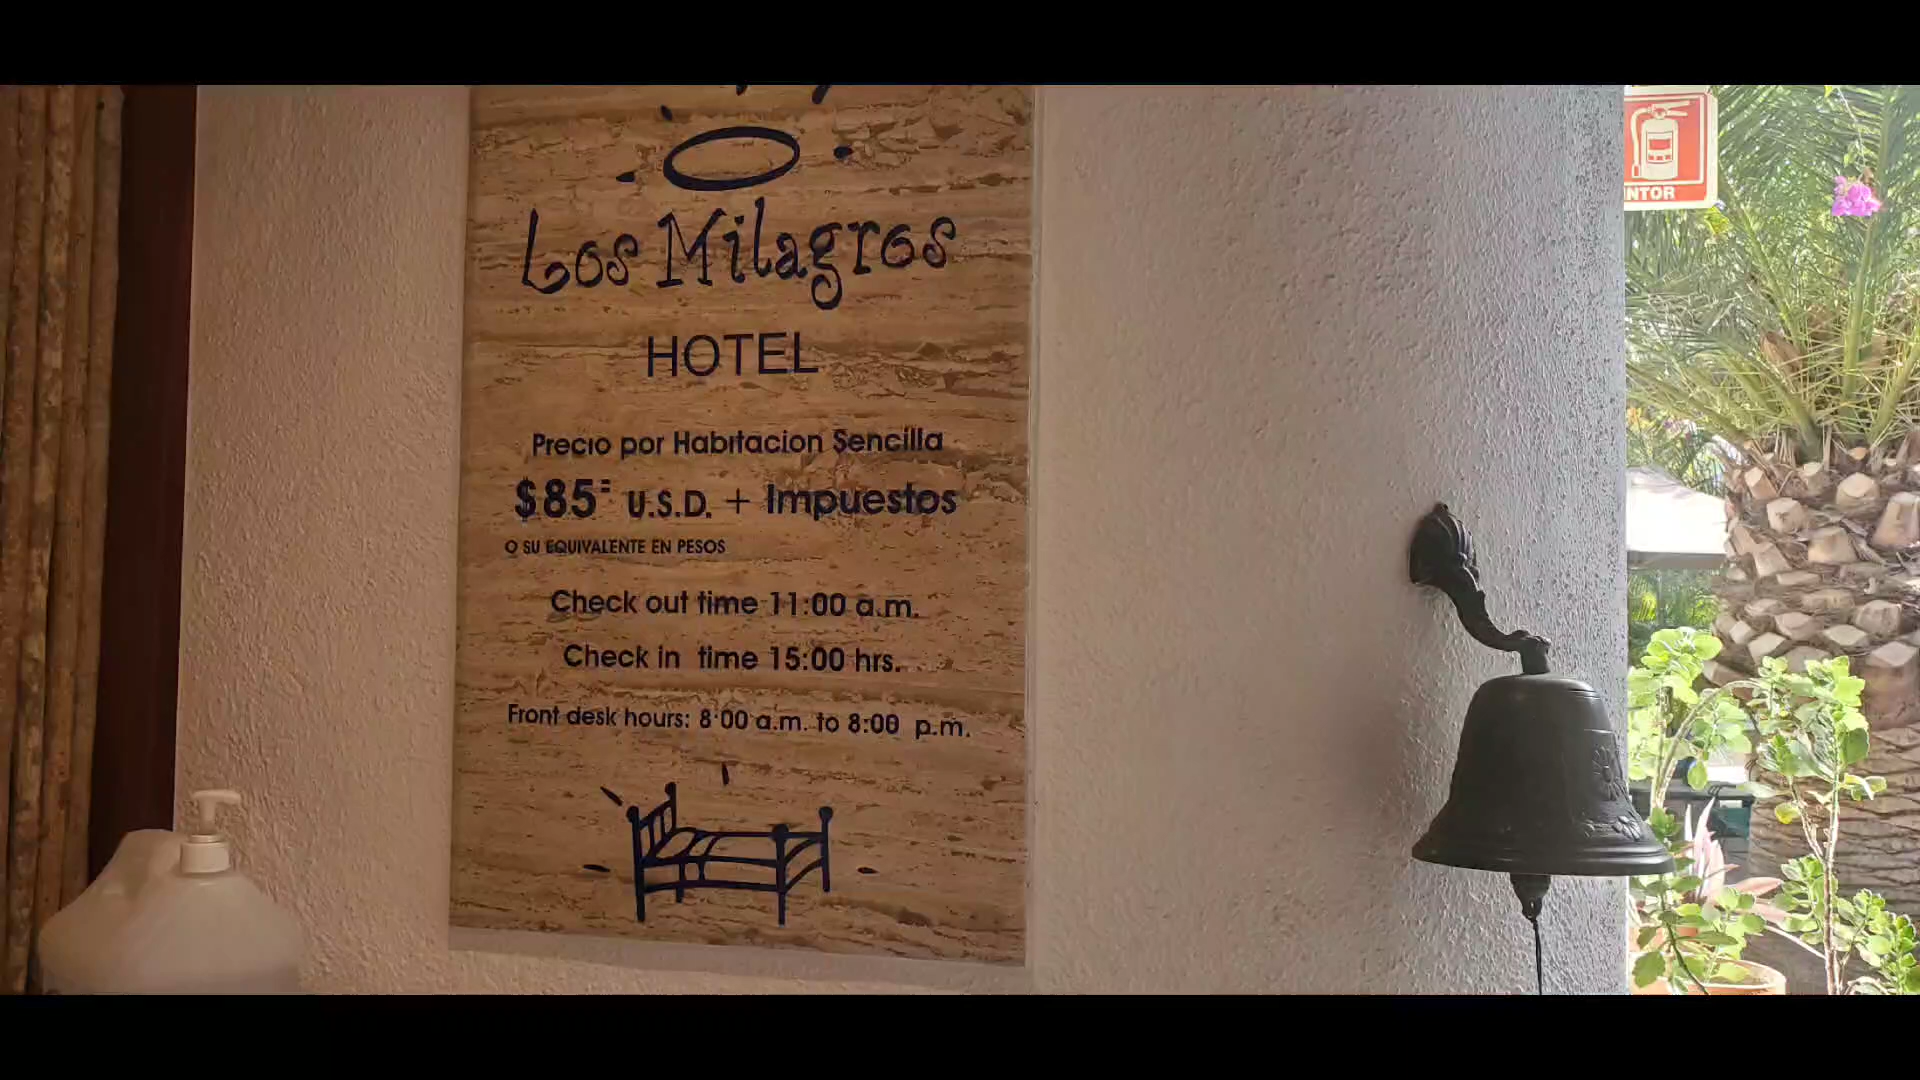 Los Milagros
HOTEL
Precio por Habitacion Sencilla
$85= U.S.D. + Impuestos
O SU EQUIVALENTE EN PESOS
Check out time 11:00 a.m.
Check in time 15:00 hrs.
Front desk hours: 8:00 a.m. to 8:00 p.m.
NTOR